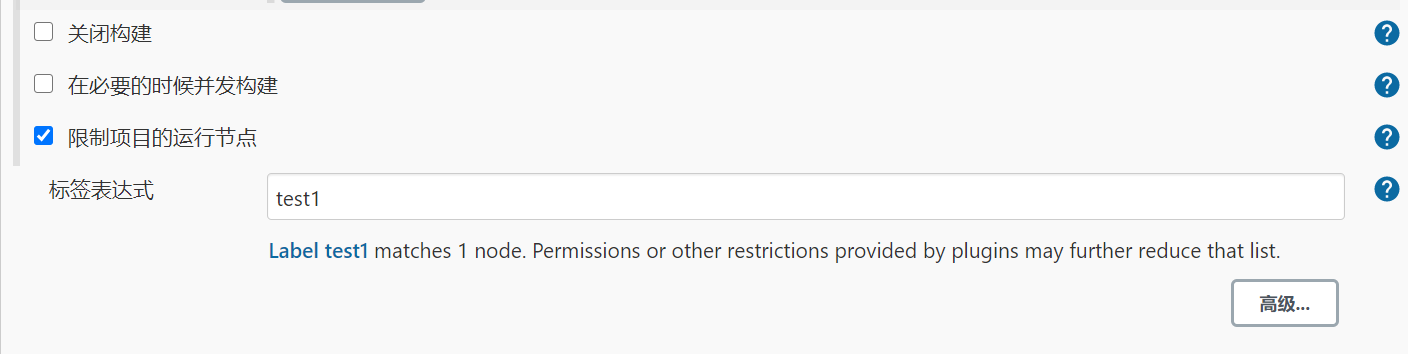 关闭构建
在必要的时候并发构建
限制项目的运行节点
标签表达式
test1
Label test1 matches 1 node. Permissions or other restrictions provided by plugins may further reduce that list.
高级...